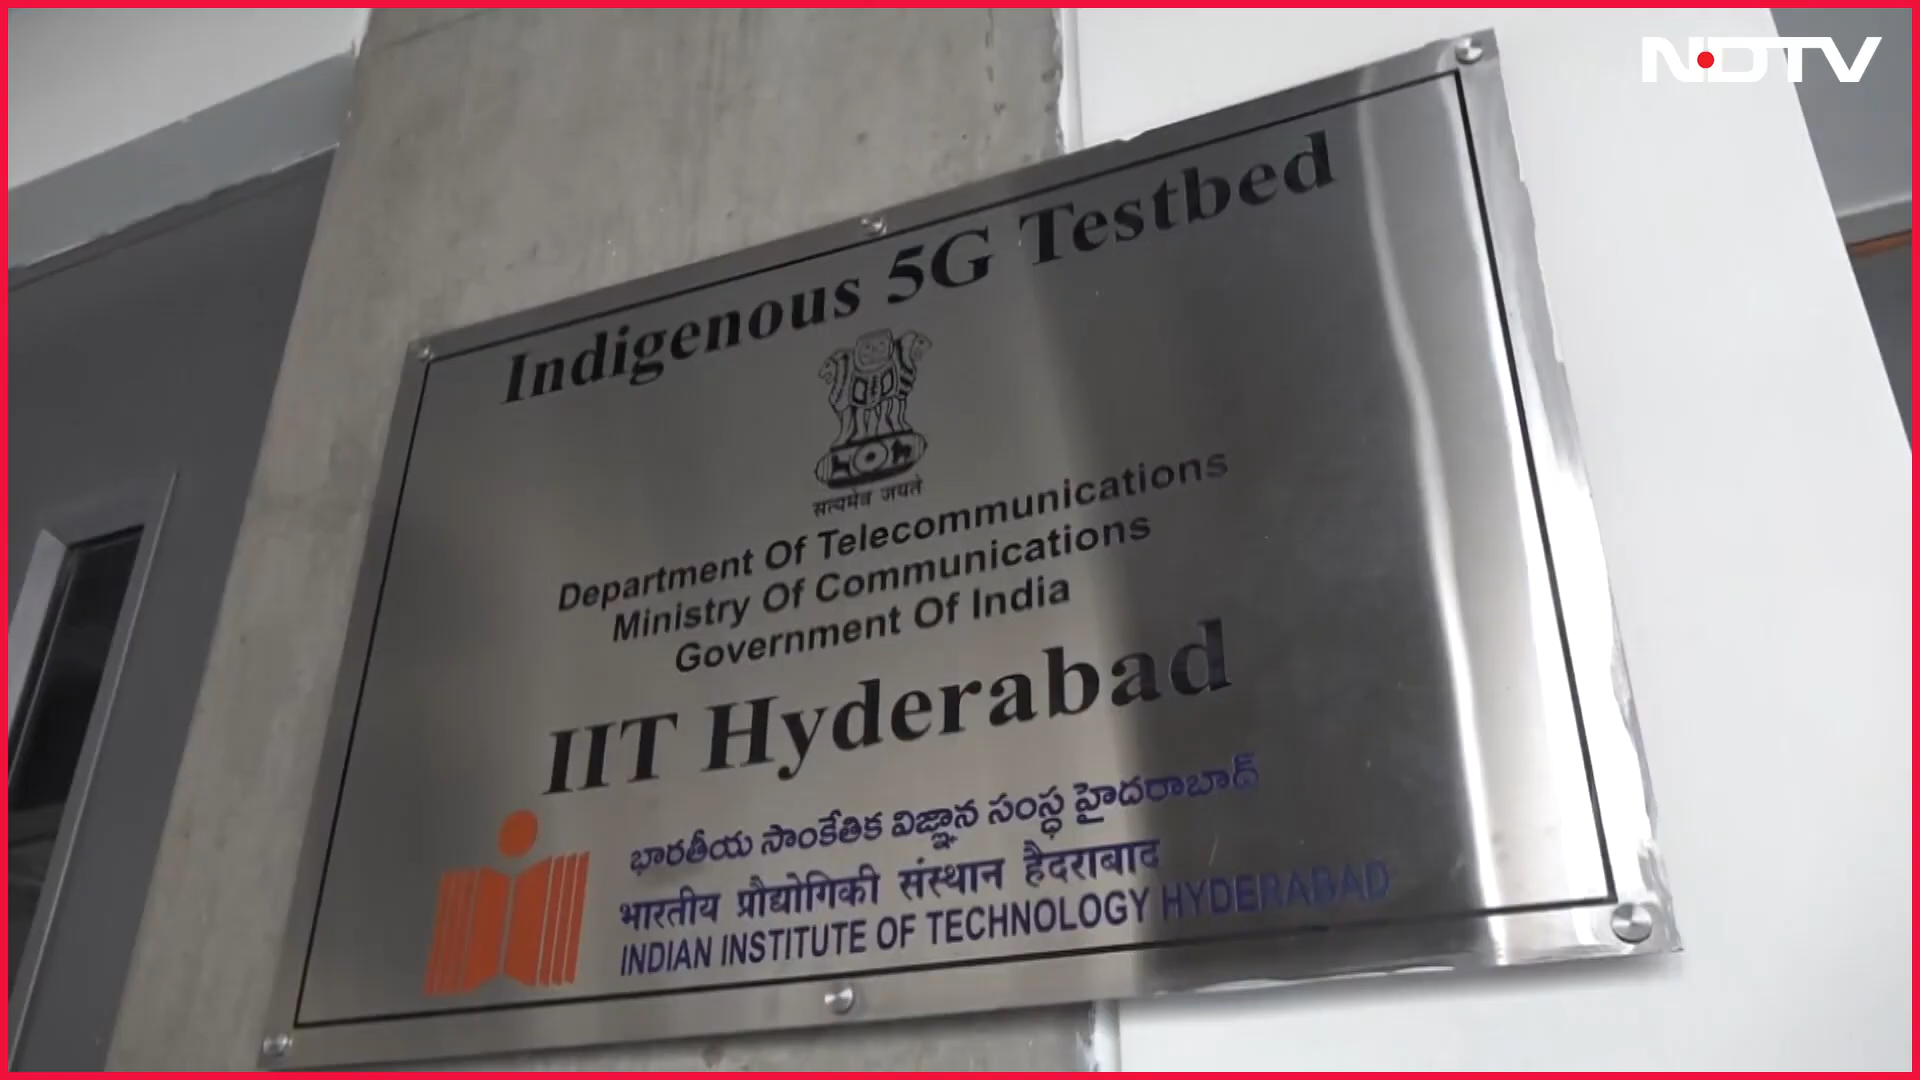 NDTV
Indigenous 5G Testbed
सत्यमेव जयते
Department Of Telecommunications
Ministry Of Communications
Government Of India
IIT Hyderabad
భారతీయ సాంకేతిక విజ్ఞాన సంస్థ హైదరాబాద్
भारतीय प्रौद्योगिकी संस्थान हैदराबाद
INDIAN INSTITUTE OF TECHNOLOGY HYDERABAD